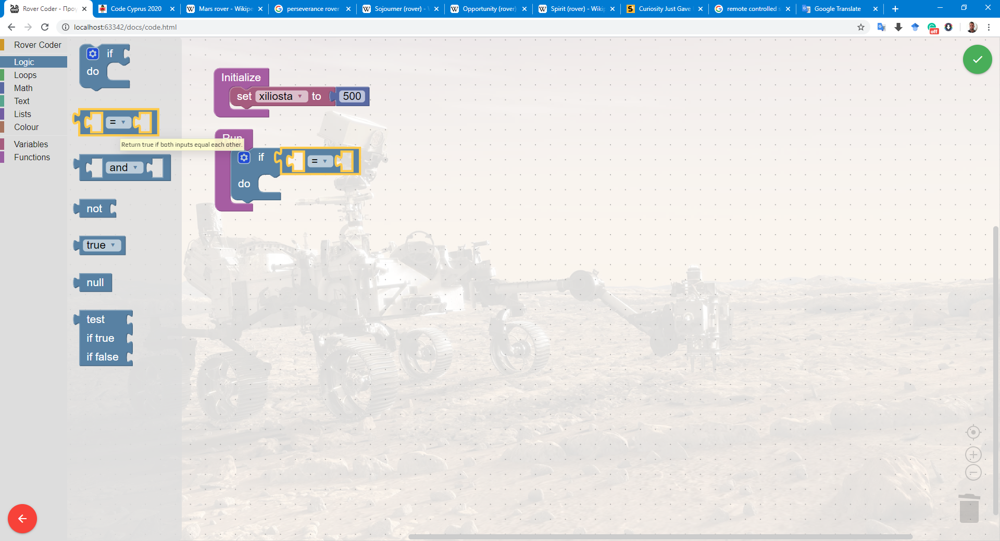 Rover Coder - Προγ
Code Cyprus 2020
Mars rover - Wikipe
perseverance rover
Sojourner (rover) -
Opportunity (rover)
Spirit (rover) - Wikip
Curiosity Just Gave
remote controlled s
Google Translate
localhost:63342/docs/code.html
off
Rover Coder
Logic
Loops
Math
Text
Lists
Colour
Variables
Functions
if
do
=
Return true if both inputs equal each other.
and
not
true
null
test
if true
if false
Initialize
set xiliosta to 500
Run
if =
do